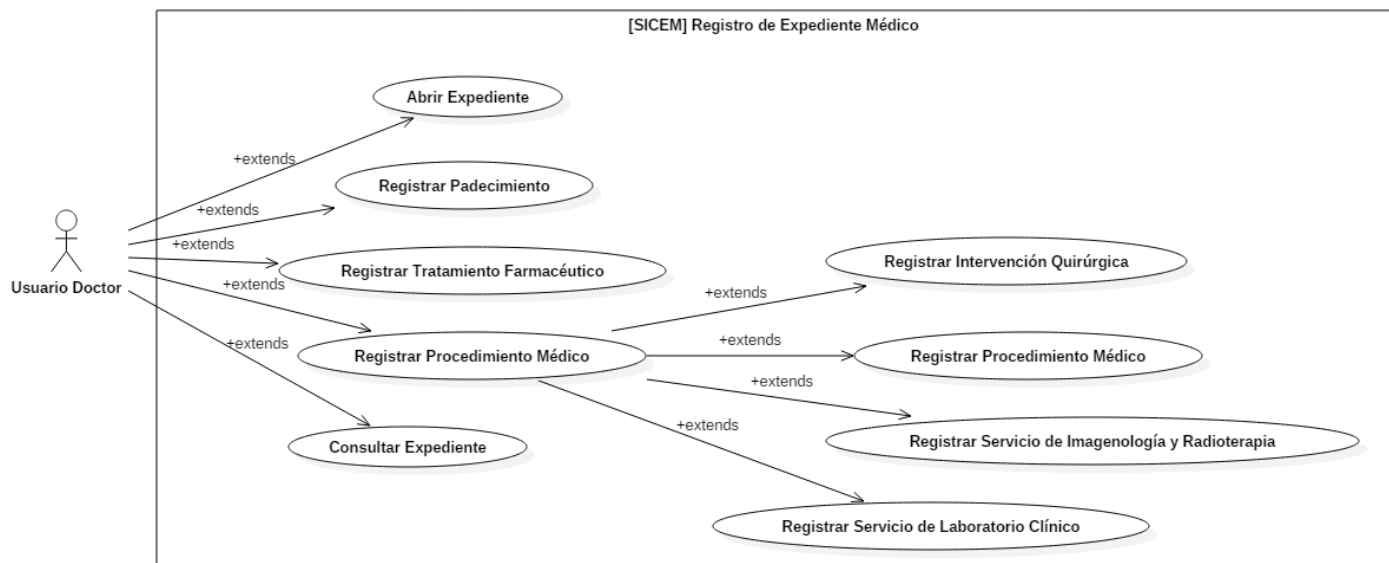 [SICEM] Registro de Expediente Médico
Abrir Expediente
+extends
Registrar Padecimiento
+extends
+extends
Registrar Tratamiento Farmacéutico
Usuario Doctor
+extends
Registrar Procedimiento Médico
+extends
Consultar Expediente
Registrar Intervención Quirúrgica
+extends
+extends
Registrar Procedimiento Médico
+extends
Registrar Servicio de Imagenología y Radioterapia
+extends
Registrar Servicio de Laboratorio Clínico